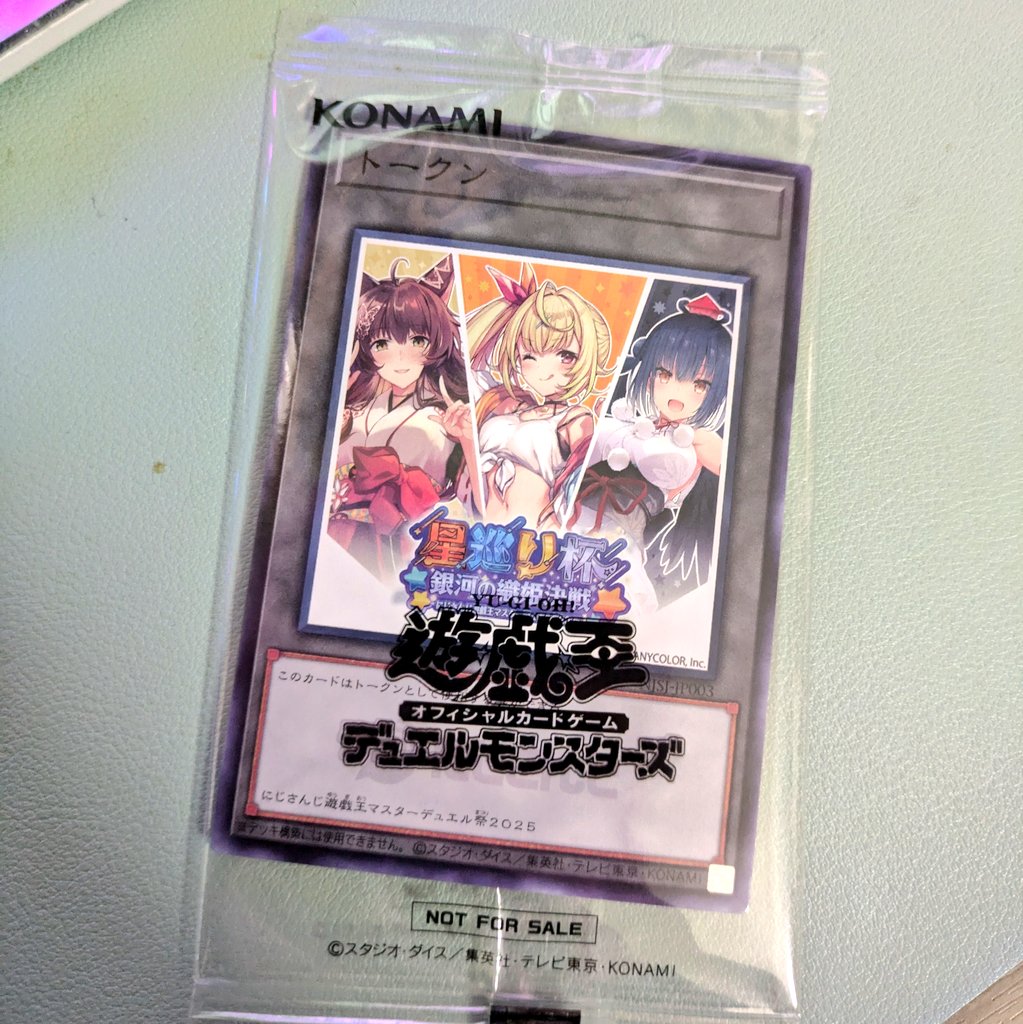 KONAMI
トークン
星巡り杯
銀河の織姫決戦
YU-GI-OH!
遊戯王
ANYCOLOR, Inc.
JP003
このカードはトークンとして
オフィシャルカードゲーム
デュエルモンスターズ
にじさんじ遊戯王マスターデュエル祭2025
※デッキ構築には使用できません。 ©スタジオ・ダイス／集英社・テレビ東京・KONAMI
NOT FOR SALE
©スタジオ・ダイス／集英社・テレビ東京・KONAMI